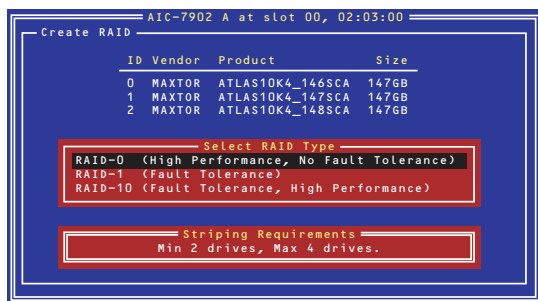 AIC-7902 A at slot 00, 02:03:00
Create RAID
ID Vendor Product Size
0 MAXTOR ATLAS10K4_146SCA 147GB
1 MAXTOR ATLAS10K4_147SCA 147GB
2 MAXTOR ATLAS10K4_148SCA 147GB
Select RAID Type
RAID-0 (High Performance, No Fault Tolerance)
RAID-1 (Fault Tolerance)
RAID-10 (Fault Tolerance, High Performance)
Striping Requirements
Min 2 drives, Max 4 drives.